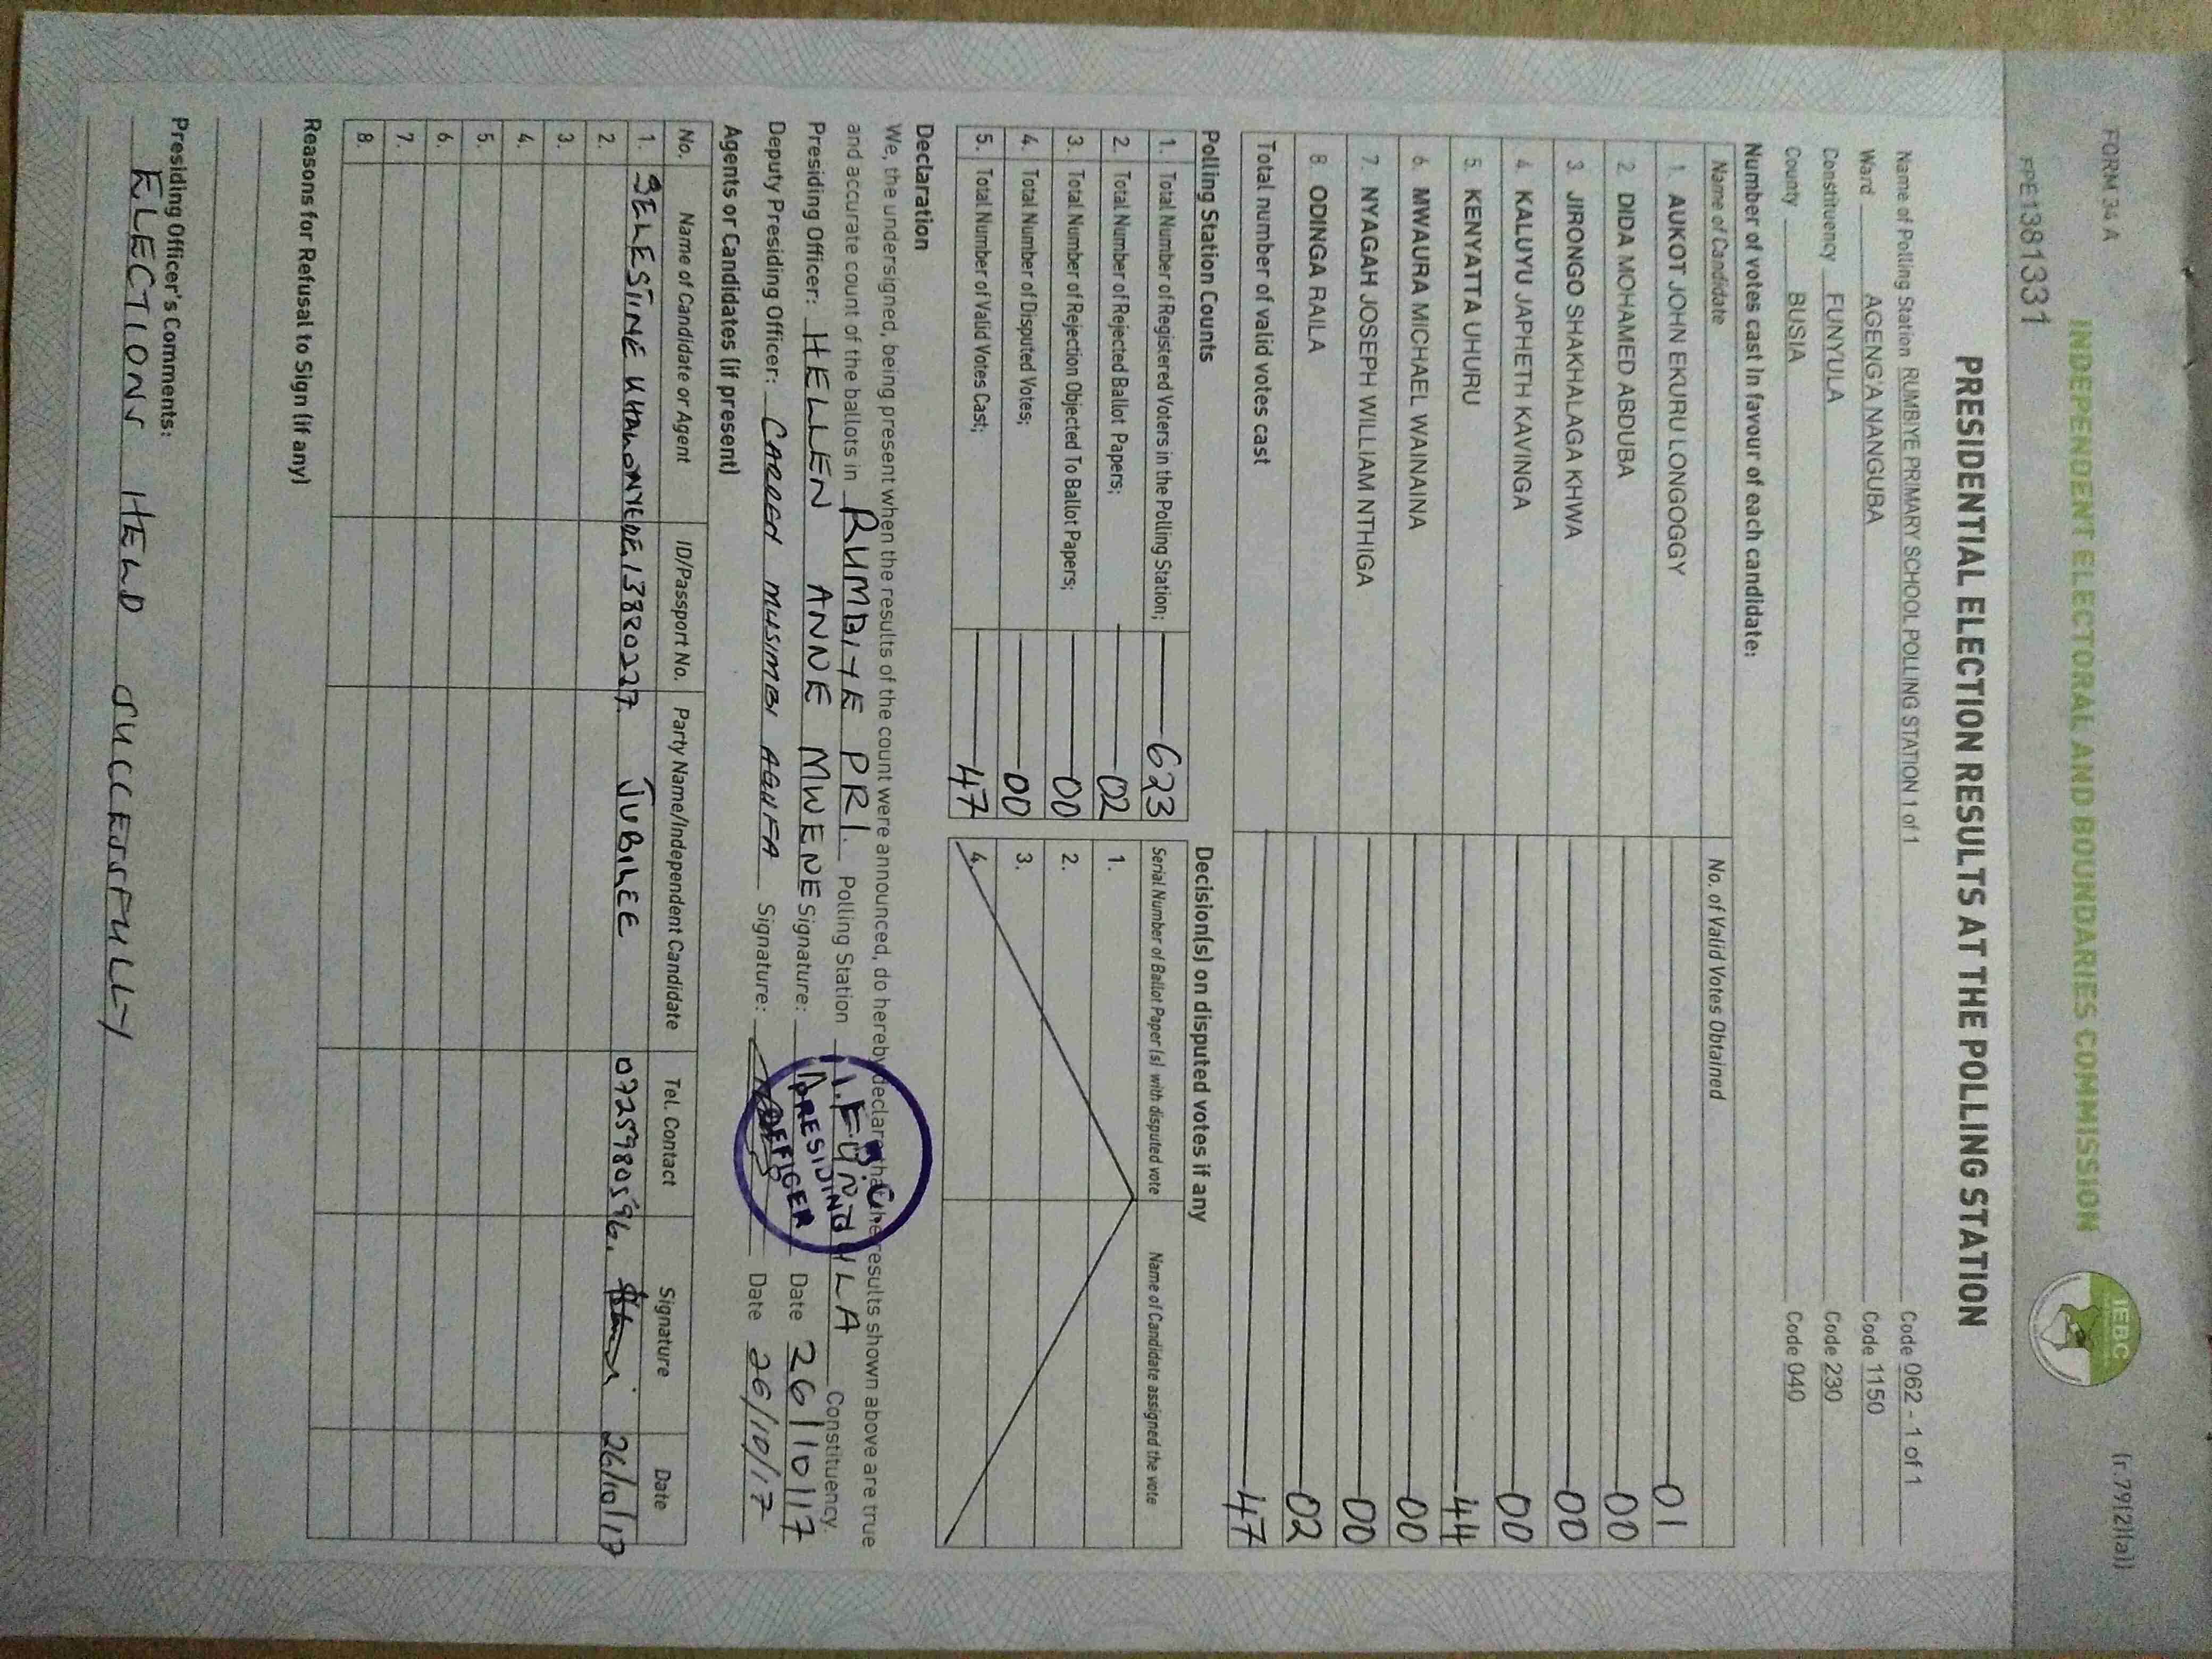 FORM 34 A
(r.79(2)(a))
INDEPENDENT ELECTORAL AND BOUNDARIES COMMISSION
IEBC
PRE1381331
PRESIDENTIAL ELECTION RESULTS AT THE POLLING STATION
Name of Polling Station RUMBIYE PRIMARY SCHOOL POLLING STATION 1 of 1 Code 062 - 1 of 1
Ward AGENG'A NANGUBA Code 1150
Constituency FUNYULA Code 230
County BUSIA Code 040
Number of votes cast in favour of each candidate:
Name of Candidate No. of Valid Votes Obtained
1. AUKOT JOHN EKURU LONGOGGY 01
2. DIDA MOHAMED ABDUBA 00
3. JIRONGO SHAKHALAGA KHWA 00
4. KALUYU JAPHETH KAVINGA 00
5. KENYATTA UHURU 44
6. MWAURA MICHAEL WAINAINA 00
7. NYAGAH JOSEPH WILLIAM NTHIGA 00
8. ODINGA RAILA 02
Total number of valid votes cast 47
Polling Station Counts
1. Total Number of Registered Voters in the Polling Station; 623
2. Total Number of Rejected Ballot Papers; 02
3. Total Number of Rejection Objected To Ballot Papers; 00
4. Total Number of Disputed Votes; 00
5. Total Number of Valid Votes Cast; 47
Decision(s) on disputed votes if any
Serial Number of Ballot Paper (s) with disputed vote Name of Candidate assigned the vote
1.
2.
3.
4.
Declaration
We, the undersigned, being present when the results of the count were announced, do hereby declare that the results shown above are true
and accurate count of the ballots in RUMBIYE PRI. Polling Station FUNYULA Constituency
Presiding Officer: HELLEN ANNE MWENE Signature: Date 26/10/17
Deputy Presiding Officer: CARREN MUSIMBI AGUFA Signature: Date 26/10/17
PRESIDING
OFFICER
Agents or Candidates (if present)
No. Name of Candidate or Agent ID/Passport No. Party Name/Independent Candidate Tel. Contact Signature Date
1. SELESTINE 13880227. JUBILEE 0725980596. 26/10/17
2.
3.
4.
5.
6.
7.
8.
Reasons for Refusal to Sign (if any)
Presiding Officer's Comments:
ELECTIONS HELD SUCCESSFULLY